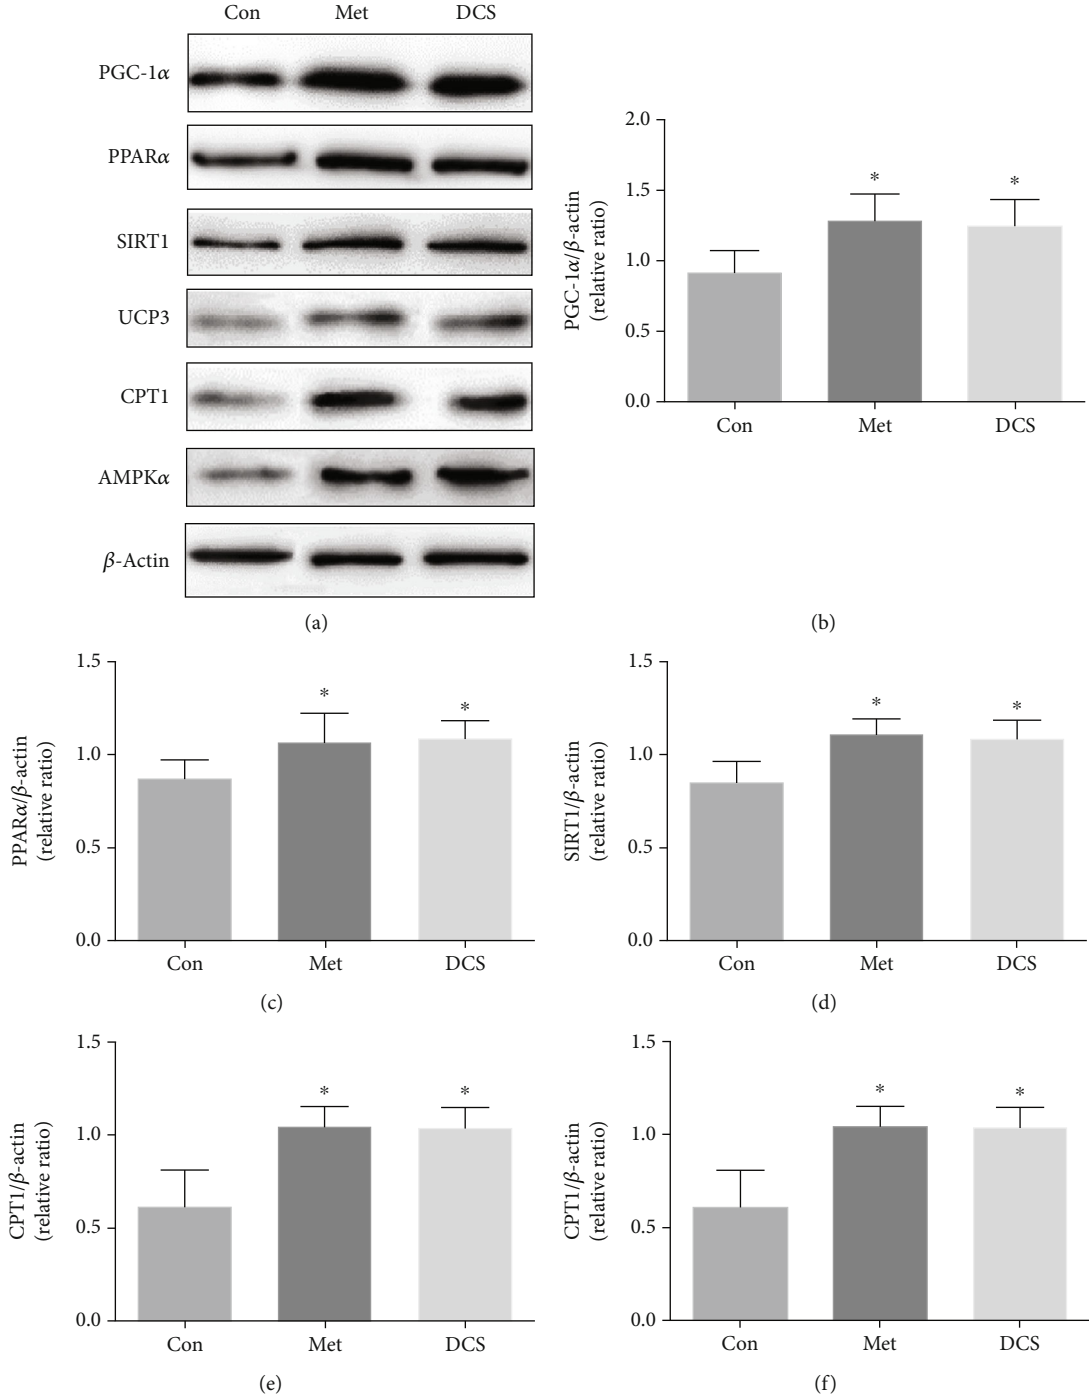 Con Met DCS
PGC-1α
PPARα
SIRT1
UCP3
CPT1
AMPKα
β-Actin
(a)
PGC-1α/β-actin
(relative ratio)
2.0
1.5
1.0
0.5
0.0
* *
Con Met DCS
(b)
PPARα/β-actin
(relative ratio)
1.5
1.0
0.5
0.0
* *
Con Met DCS
(c)
SIRT1/β-actin
(relative ratio)
1.5
1.0
0.5
0.0
* *
Con Met DCS
(d)
CPT1/β-actin
(relative ratio)
1.5
1.0
0.5
0.0
* *
Con Met DCS
(e)
CPT1/β-actin
(relative ratio)
1.5
1.0
0.5
0.0
* *
Con Met DCS
(f)